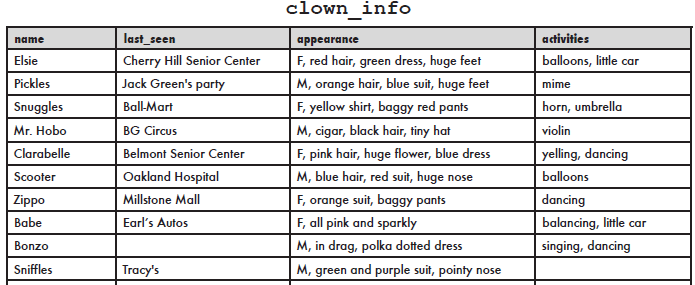 clown_info
name last_seen appearance activities
Elsie Cherry Hill Senior Center F, red hair, green dress, huge feet balloons, little car
Pickles Jack Green's party M, orange hair, blue suit, huge feet mime
Snuggles Ball-Mart F, yellow shirt, baggy red pants horn, umbrella
Mr. Hobo BG Circus M, cigar, black hair, tiny hat violin
Clarabelle Belmont Senior Center F, pink hair, huge flower, blue dress yelling, dancing
Scooter Oakland Hospital M, blue hair, red suit, huge nose balloons
Zippo Millstone Mall F, orange suit, baggy pants dancing
Babe Earl's Autos F, all pink and sparkly balancing, little car
Bonzo M, in drag, polka dotted dress singing, dancing
Sniffles Tracy's M, green and purple suit, pointy nose